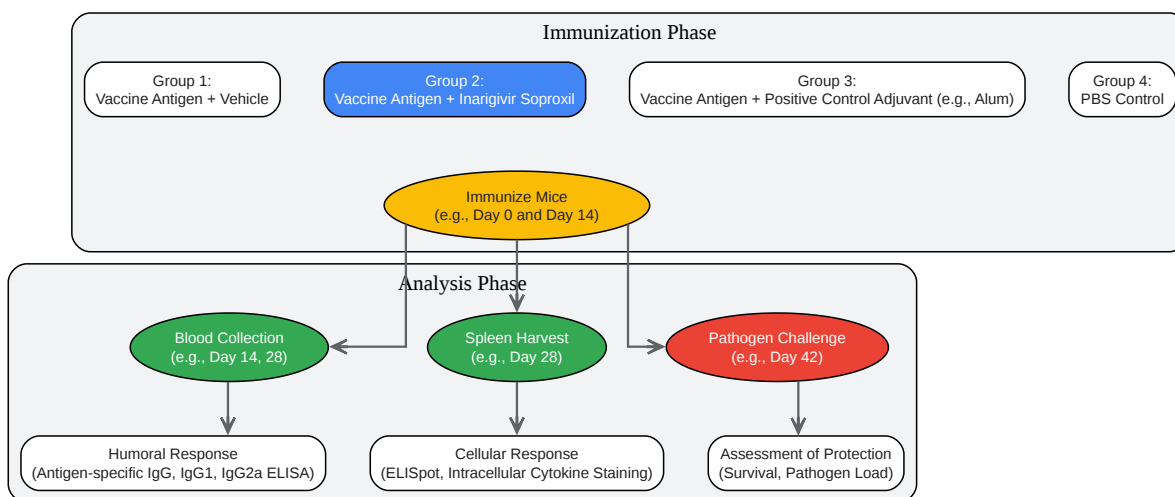 Immunization Phase
Group 1:
Vaccine Antigen + Vehicle
Group 2:
Vaccine Antigen + Inarigivir Soproxil
Group 3:
Vaccine Antigen + Positive Control Adjuvant (e.g., Alum)
Group 4:
PBS Control
Immunize Mice
(e.g., Day 0 and Day 14)
Analysis Phase
Blood Collection
(e.g., Day 14, 28)
Spleen Harvest
(e.g., Day 28)
Pathogen Challenge
(e.g., Day 42)
Humoral Response
(Antigen-specific IgG, IgG1, IgG2a ELISA)
Cellular Response
(ELISpot, Intracellular Cytokine Staining)
Assessment of Protection
(Survival, Pathogen Load)